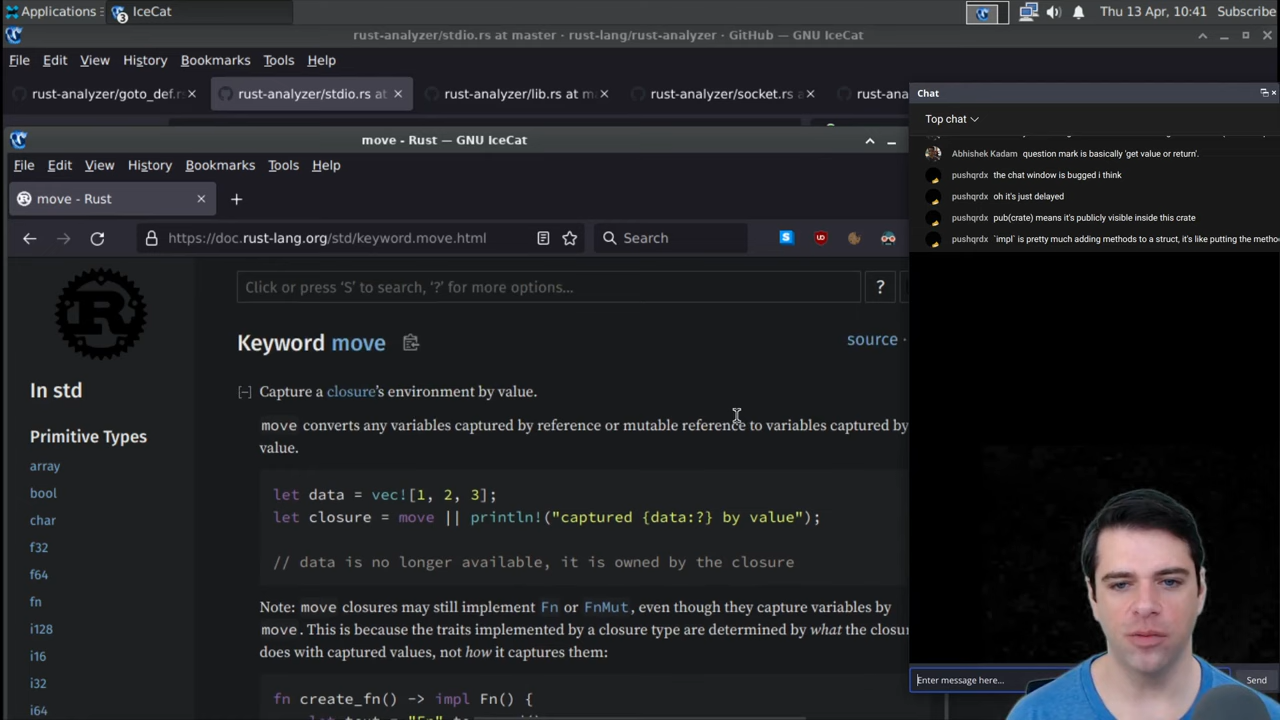 Applications
3
IceCat
Thu 13 Apr, 10:41
Subscribe
rust-analyzer/stdio.rs at master · rust-lang/rust-analyzer · GitHub — GNU IceCat
File Edit View History Bookmarks Tools Help
rust-analyzer/goto_def.r
rust-analyzer/stdio.rs at
rust-analyzer/lib.rs at m
rust-analyzer/socket.rs a
rust-ana
move - Rust — GNU IceCat
File Edit View History Bookmarks Tools Help
move - Rust
https://doc.rust-lang.org/std/keyword.move.html
Search
In std
Primitive Types
array
bool
char
f32
f64
fn
i128
i16
i32
i64
Click or press 'S' to search, '?' for more options...
?
Keyword move
source ·
[−] Capture a closure's environment by value.
move converts any variables captured by reference or mutable reference to variables captured by
value.
let data = vec![1, 2, 3];
let closure = move || println!("captured {data:?} by value");
// data is no longer available, it is owned by the closure
Note: move closures may still implement Fn or FnMut, even though they capture variables by
move. This is because the traits implemented by a closure type are determined by what the closur
does with captured values, not how it captures them:
fn create_fn() -> impl Fn() {
Chat
Top chat
Abhishek Kadam question mark is basically 'get value or return'.
pushqrdx the chat window is bugged i think
pushqrdx oh it's just delayed
pushqrdx pub(crate) means it's publicly visible inside this crate
pushqrdx `impl` is pretty much adding methods to a struct, it's like putting the metho
Enter message here...
Send